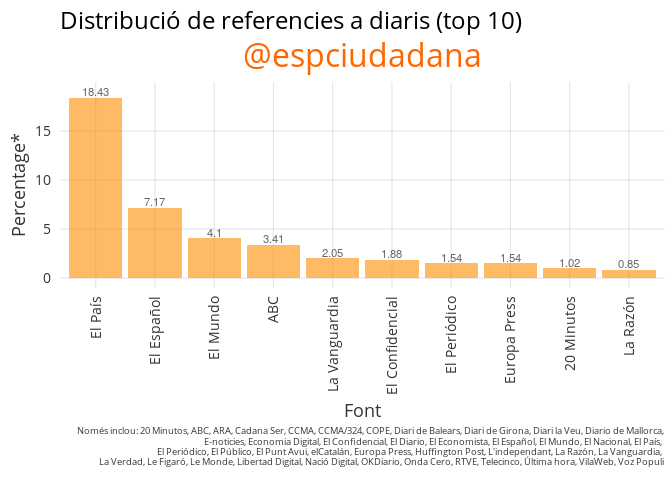 Distribució de referencies a diaris (top 10)
@espciudadana
Percentage*
15
10
5
0
18.43
7.17
4.1
3.41
2.05
1.88
1.54
1.54
1.02
0.85
El País
El Español
El Mundo
ABC
La Vanguardia
El Confidencial
El Periódico
Europa Press
20 Minutos
La Razón
Font
Només inclou: 20 Minutos, ABC, ARA, Cadana Ser, CCMA, CCMA/324, COPE, Diari de Balears, Diari de Girona, Diari la Veu, Diario de Mallorca,
E-noticies, Economia Digital, El Confidencial, El Diario, El Economista, El Español, El Mundo, El Nacional, El País,
El Periódico, El Público, El Punt Avui, elCatalán, Europa Press, Huffington Post, L'independant, La Razón, La Vanguardia,
La Verdad, Le Figaró, Le Monde, Libertad Digital, Nació Digital, OKDiario, Onda Cero, RTVE, Telecinco, Última hora, VilaWeb, Voz Populi